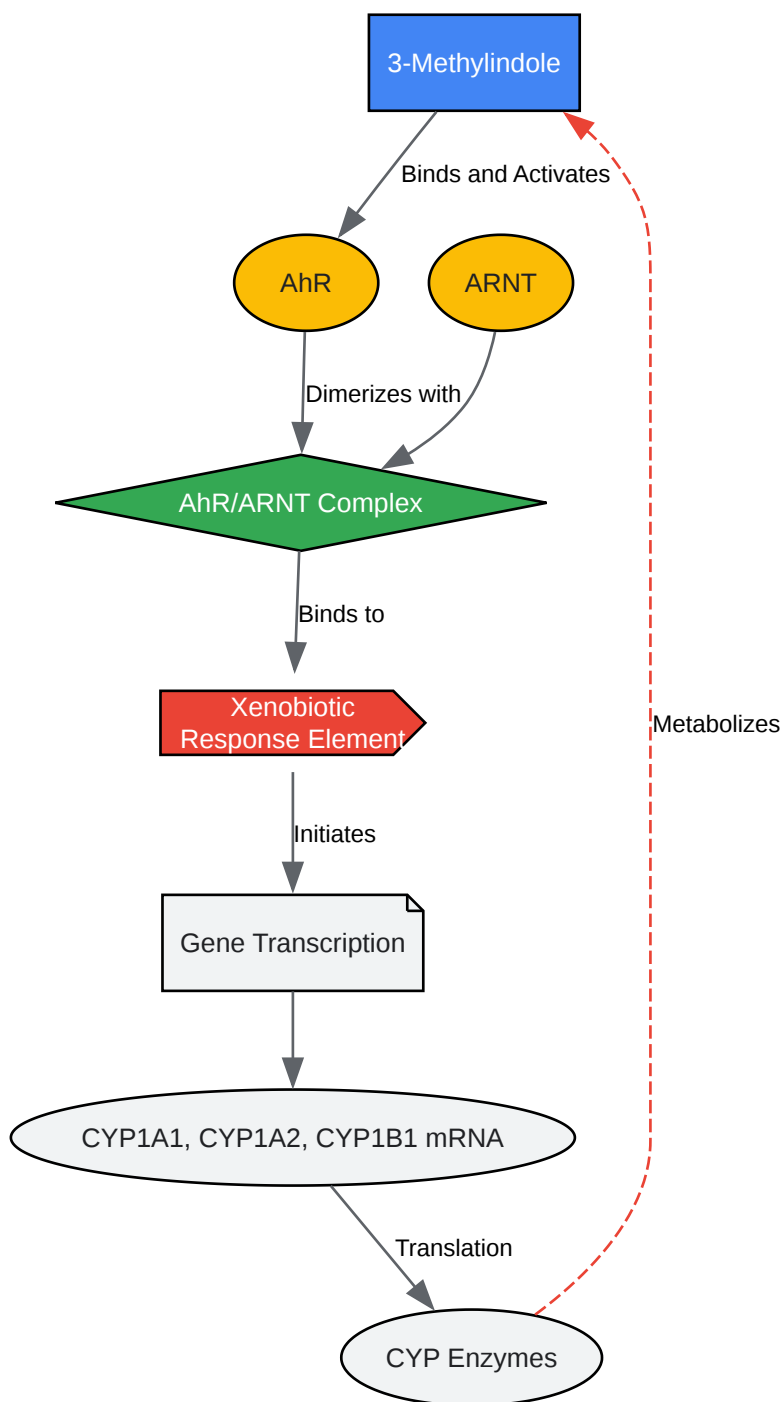 3-Methylindole
Binds and Activates
AhR
ARNT
Dimerizes with
AhR/ARNT Complex
Binds to
Xenobiotic
Response Element
Metabolizes
Initiates
Gene Transcription
CYP1A1, CYP1A2, CYP1B1 mRNA
Translation
CYP Enzymes